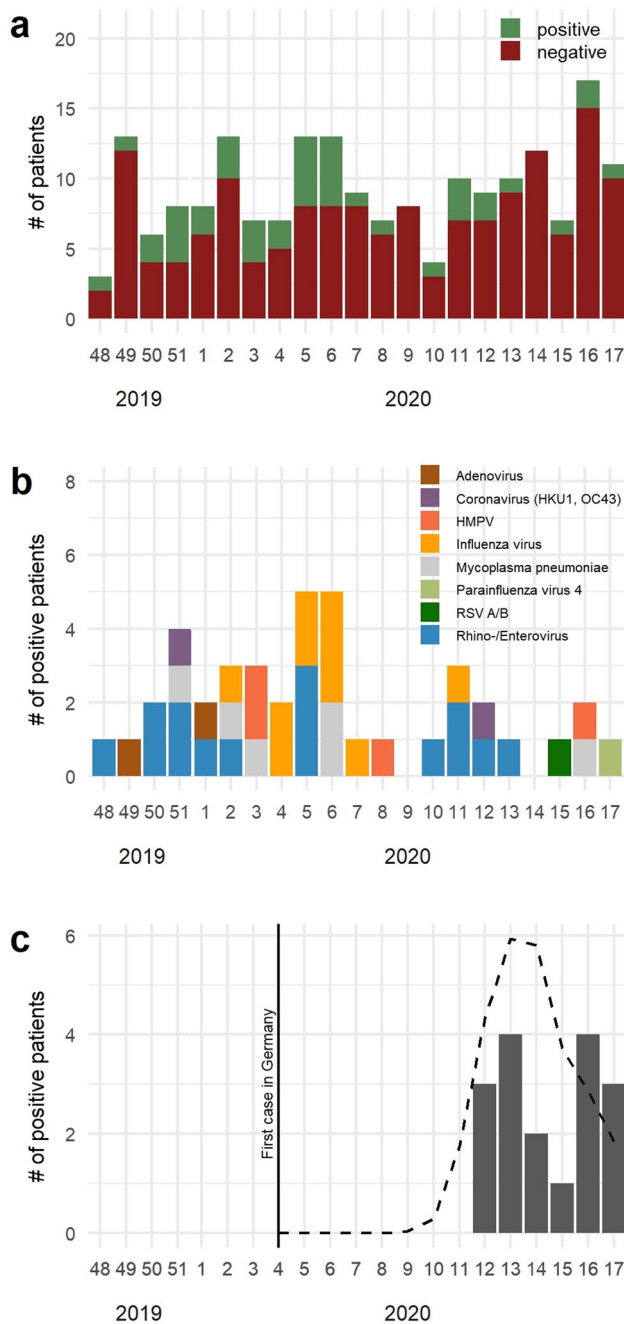 a
20
15
10
5
0
# of patients
positive
negative
48 49 50 51 1 2 3 4 5 6 7 8 9 10 11 12 13 14 15 16 17
2019 2020
b
8
6
4
2
0
# of positive patients
Adenovirus
Coronavirus (HKU1, OC43)
HMPV
Influenza virus
Mycoplasma pneumoniae
Parainfluenza virus 4
RSV A/B
Rhino-/Enterovirus
48 49 50 51 1 2 3 4 5 6 7 8 9 10 11 12 13 14 15 16 17
2019 2020
c
6
4
2
0
# of positive patients
First case in Germany
48 49 50 51 1 2 3 4 5 6 7 8 9 10 11 12 13 14 15 16 17
2019 2020